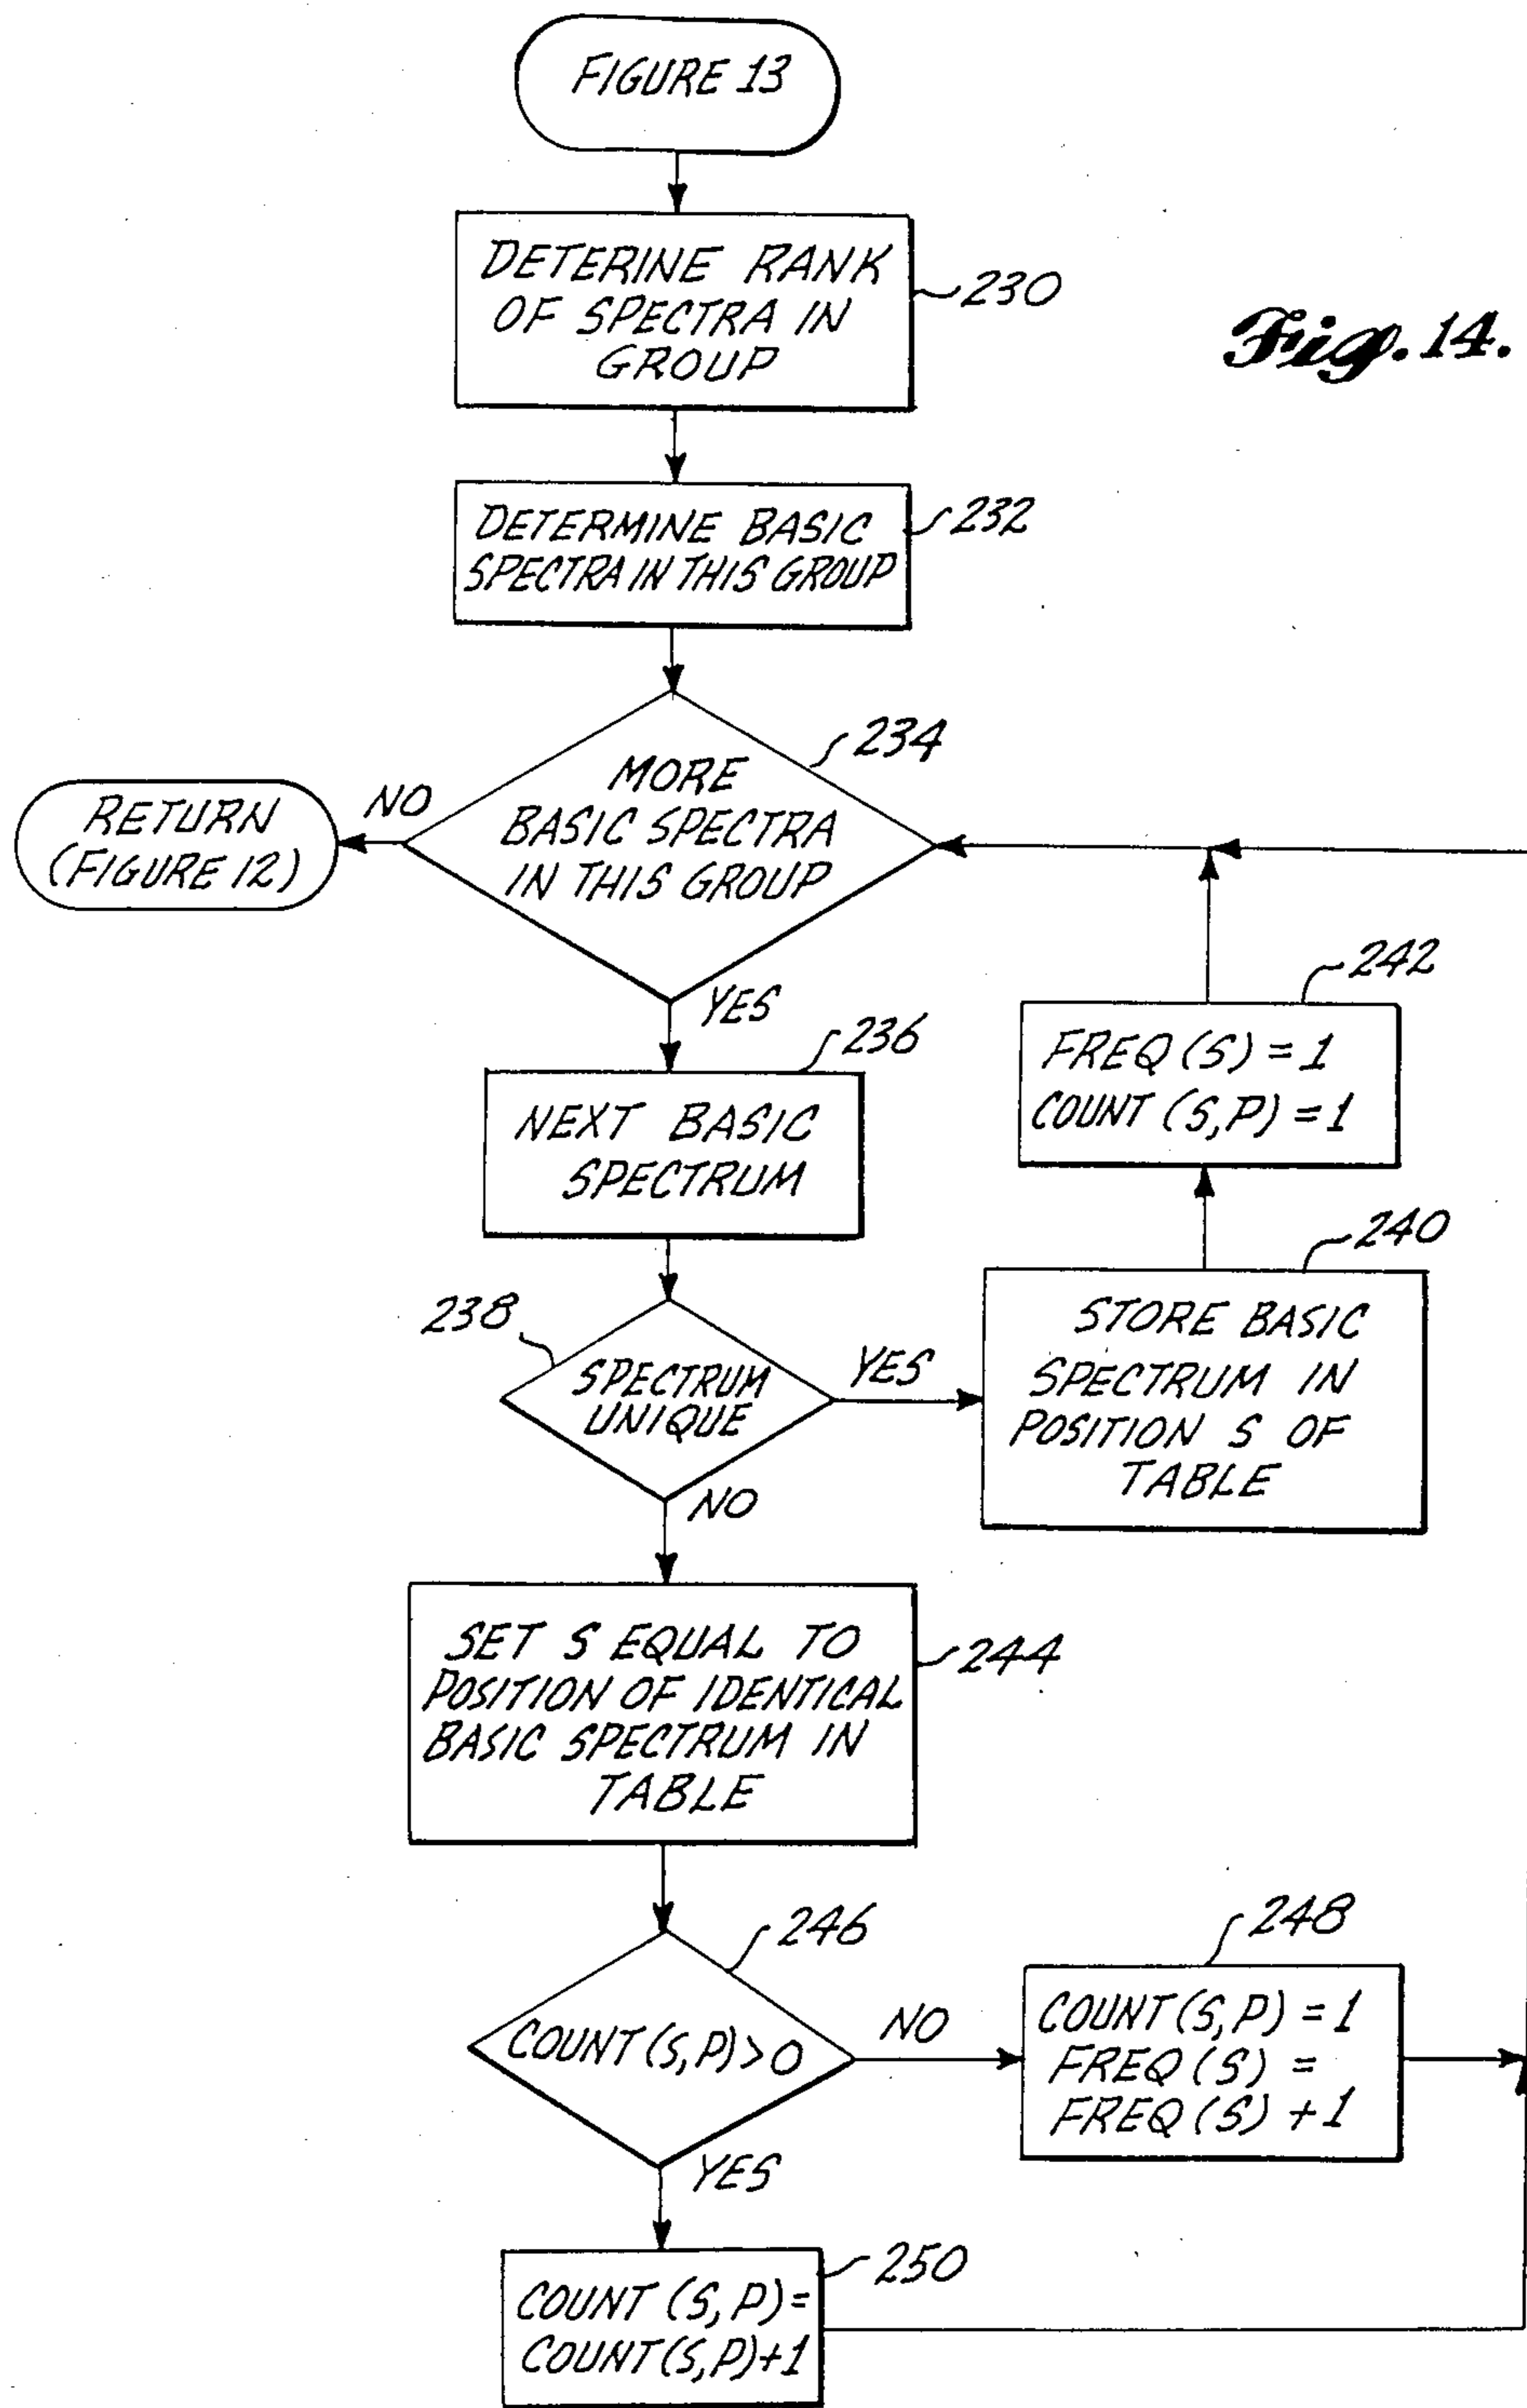 FIGURE 13
DETERINE RANK
OF SPECTRA IN
GROUP
230
Fig. 14.
DETERMINE BASIC
SPECTRA IN THIS GROUP
232
234
MORE
BASIC SPECTRA
IN THIS GROUP
NO
RETURN
(FIGURE 12)
YES
236
NEXT BASIC
SPECTRUM
242
FREQ (S) = 1
COUNT (S,P) = 1
240
STORE BASIC
SPECTRUM IN
POSITION S OF
TABLE
238
SPECTRUM
UNIQUE
YES
NO
SET S EQUAL TO
POSITION OF IDENTICAL
BASIC SPECTRUM IN
TABLE
244
246
COUNT (S,P) > 0
NO
248
COUNT (S,P) = 1
FREQ (S) =
FREQ (S) + 1
YES
250
COUNT (S,P) =
COUNT (S,P) + 1